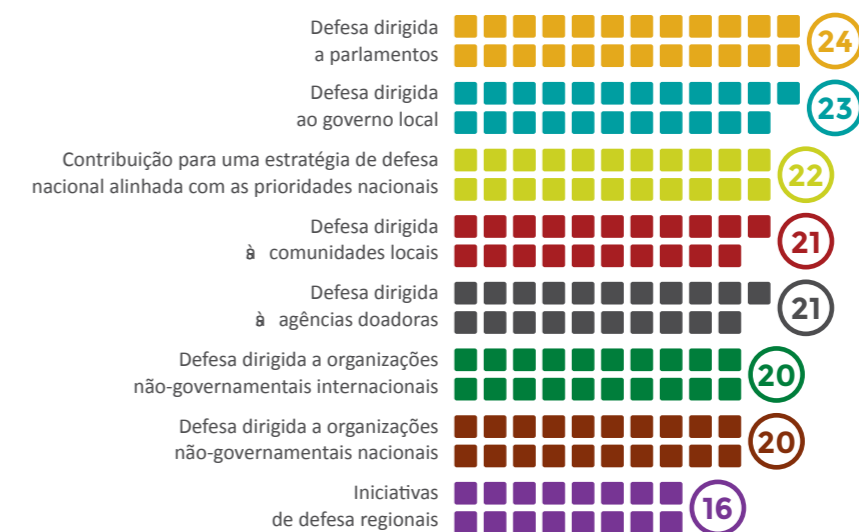 Defesa dirigida
a parlamentos
24
Defesa dirigida
ao governo local
23
Contribuição para uma estratégia de defesa
nacional alinhada com as prioridades nacionais
22
Defesa dirigida
à comunidades locais
21
Defesa dirigida
à agências doadoras
21
Defesa dirigida a organizações
não-governamentais internacionais
20
Defesa dirigida a organizações
não-governamentais nacionais
20
Iniciativas
de defesa regionais
16